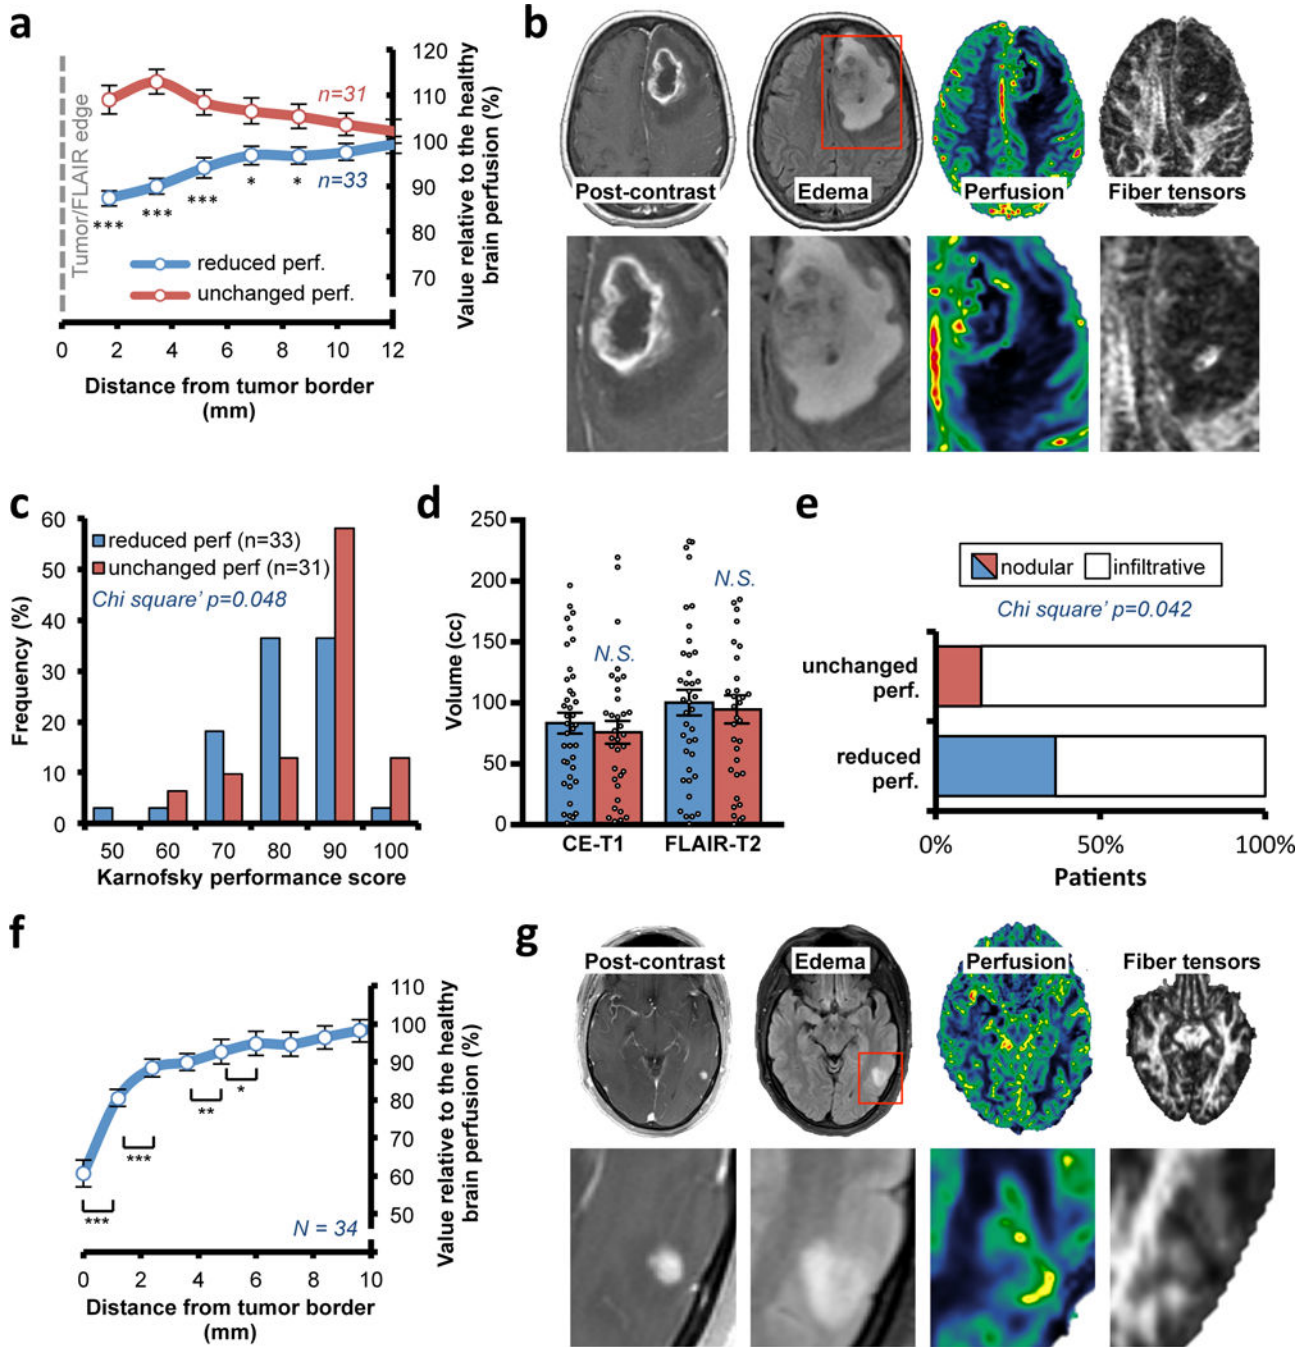 a
Tumor/FLAIR edge
n=31
n=33
***
***
***
*
*
reduced perf.
unchanged perf.
120
110
100
90
80
70
Value relative to the healthy
brain perfusion (%)
0 2 4 6 8 10 12
Distance from tumor border
(mm)
b
Post-contrast
Edema
Perfusion
Fiber tensors
c
Frequency (%)
60
50
40
30
20
10
0
reduced perf (n=33)
unchanged perf (n=31)
Chi square' p=0.048
50 60 70 80 90 100
Karnofsky performance score
d
Volume (cc)
250
200
150
100
50
0
N.S.
N.S.
CE-T1 FLAIR-T2
e
nodular infiltrative
Chi square' p=0.042
unchanged
perf.
reduced
perf.
0% 50% 100%
Patients
f
***
***
**
*
N = 34
110
100
90
80
70
60
50
Value relative to the healthy
brain perfusion (%)
0 2 4 6 8 10
Distance from tumor border
(mm)
g
Post-contrast
Edema
Perfusion
Fiber tensors